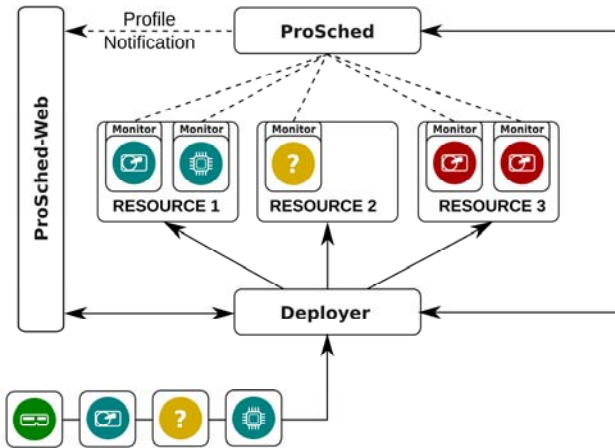 Profile
Notification
ProSched
ProSched-Web
Monitor
Monitor
Monitor
Monitor
Monitor
?
RESOURCE 1
RESOURCE 2
RESOURCE 3
Deployer
?